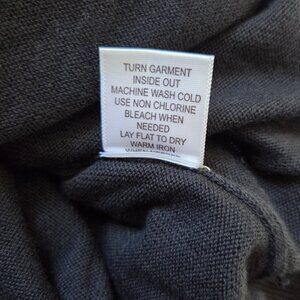 TURN GARMENT
INSIDE OUT
MACHINE WASH COLD
USE NON CHLORINE
BLEACH WHEN
NEEDED
LAY FLAT TO DRY
WARM IRON